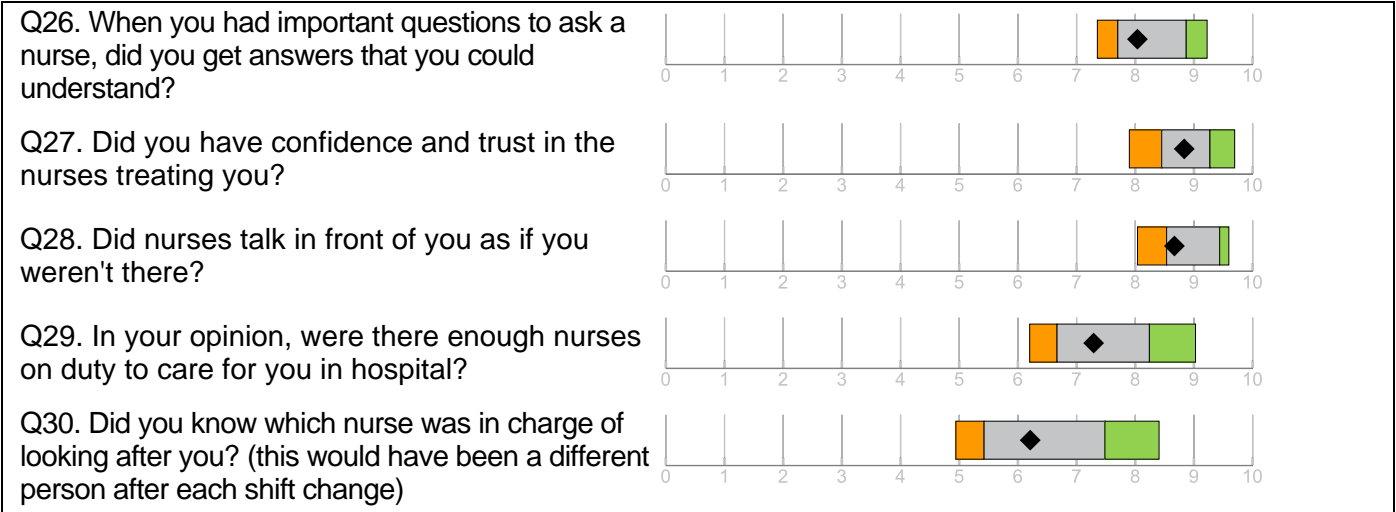 Q26. When you had important questions to ask a
nurse, did you get answers that you could
understand?
0 1 2 3 4 5 6 7 8 9 10
Q27. Did you have confidence and trust in the
nurses treating you?
0 1 2 3 4 5 6 7 8 9 10
Q28. Did nurses talk in front of you as if you
weren't there?
0 1 2 3 4 5 6 7 8 9 10
Q29. In your opinion, were there enough nurses
on duty to care for you in hospital?
0 1 2 3 4 5 6 7 8 9 10
Q30. Did you know which nurse was in charge of
looking after you? (this would have been a different
person after each shift change)
0 1 2 3 4 5 6 7 8 9 10